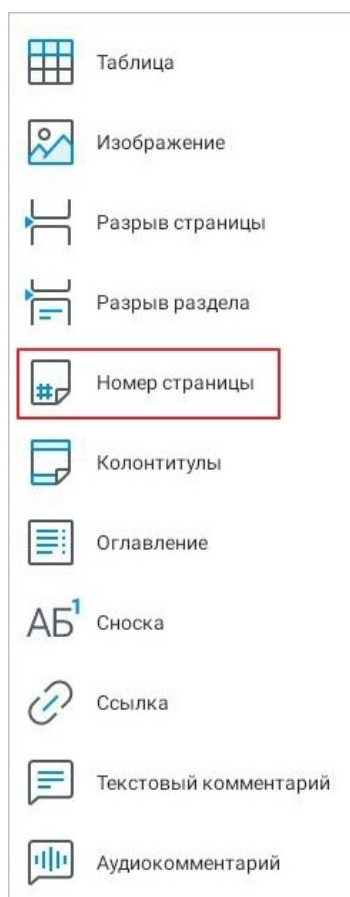 Таблица
Изображение
Разрыв страницы
Разрыв раздела
#
Номер страницы
Колонтитулы
Оглавление
АБ1
Сноска
Ссылка
Текстовый комментарий
Аудиокомментарий